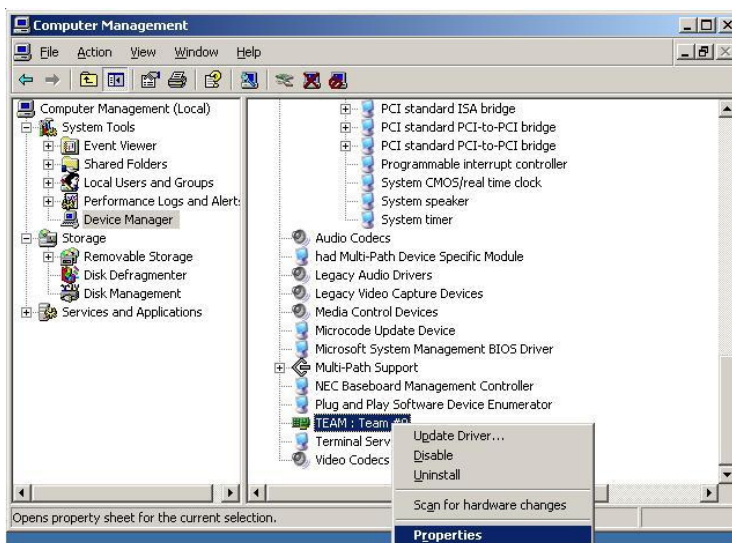 Computer Management
File Action View Window Help
Computer Management (Local)
System Tools
Event Viewer
Shared Folders
Local Users and Groups
Performance Logs and Alert
Device Manager
Storage
Removable Storage
Disk Defragmenter
Disk Management
Services and Applications
PCI standard ISA bridge
PCI standard PCI-to-PCI bridge
PCI standard PCI-to-PCI bridge
Programmable interrupt controller
System CMOS/real time clock
System speaker
System timer
Audio Codecs
had Multi-Path Device Specific Module
Legacy Audio Drivers
Legacy Video Capture Devices
Media Control Devices
Microcode Update Device
Microsoft System Management BIOS Driver
Multi-Path Support
NEC Baseboard Management Controller
Plug and Play Software Device Enumerator
TEAM : Team #0
Terminal Serv
Video Codecs
Update Driver...
Disable
Uninstall
Scan for hardware changes
Properties
Opens property sheet for the current selection.